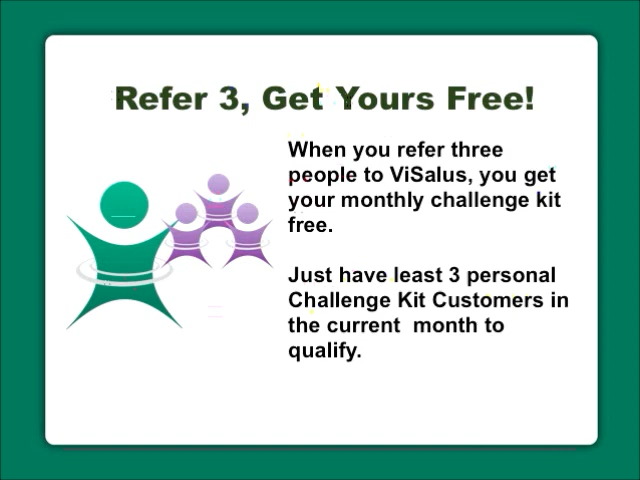 Refer 3, Get Yours Free!
When you refer three
people to ViSalus, you get
your monthly challenge kit
free.
Just have least 3 personal
Challenge Kit Customers in
the current  month to
qualify.